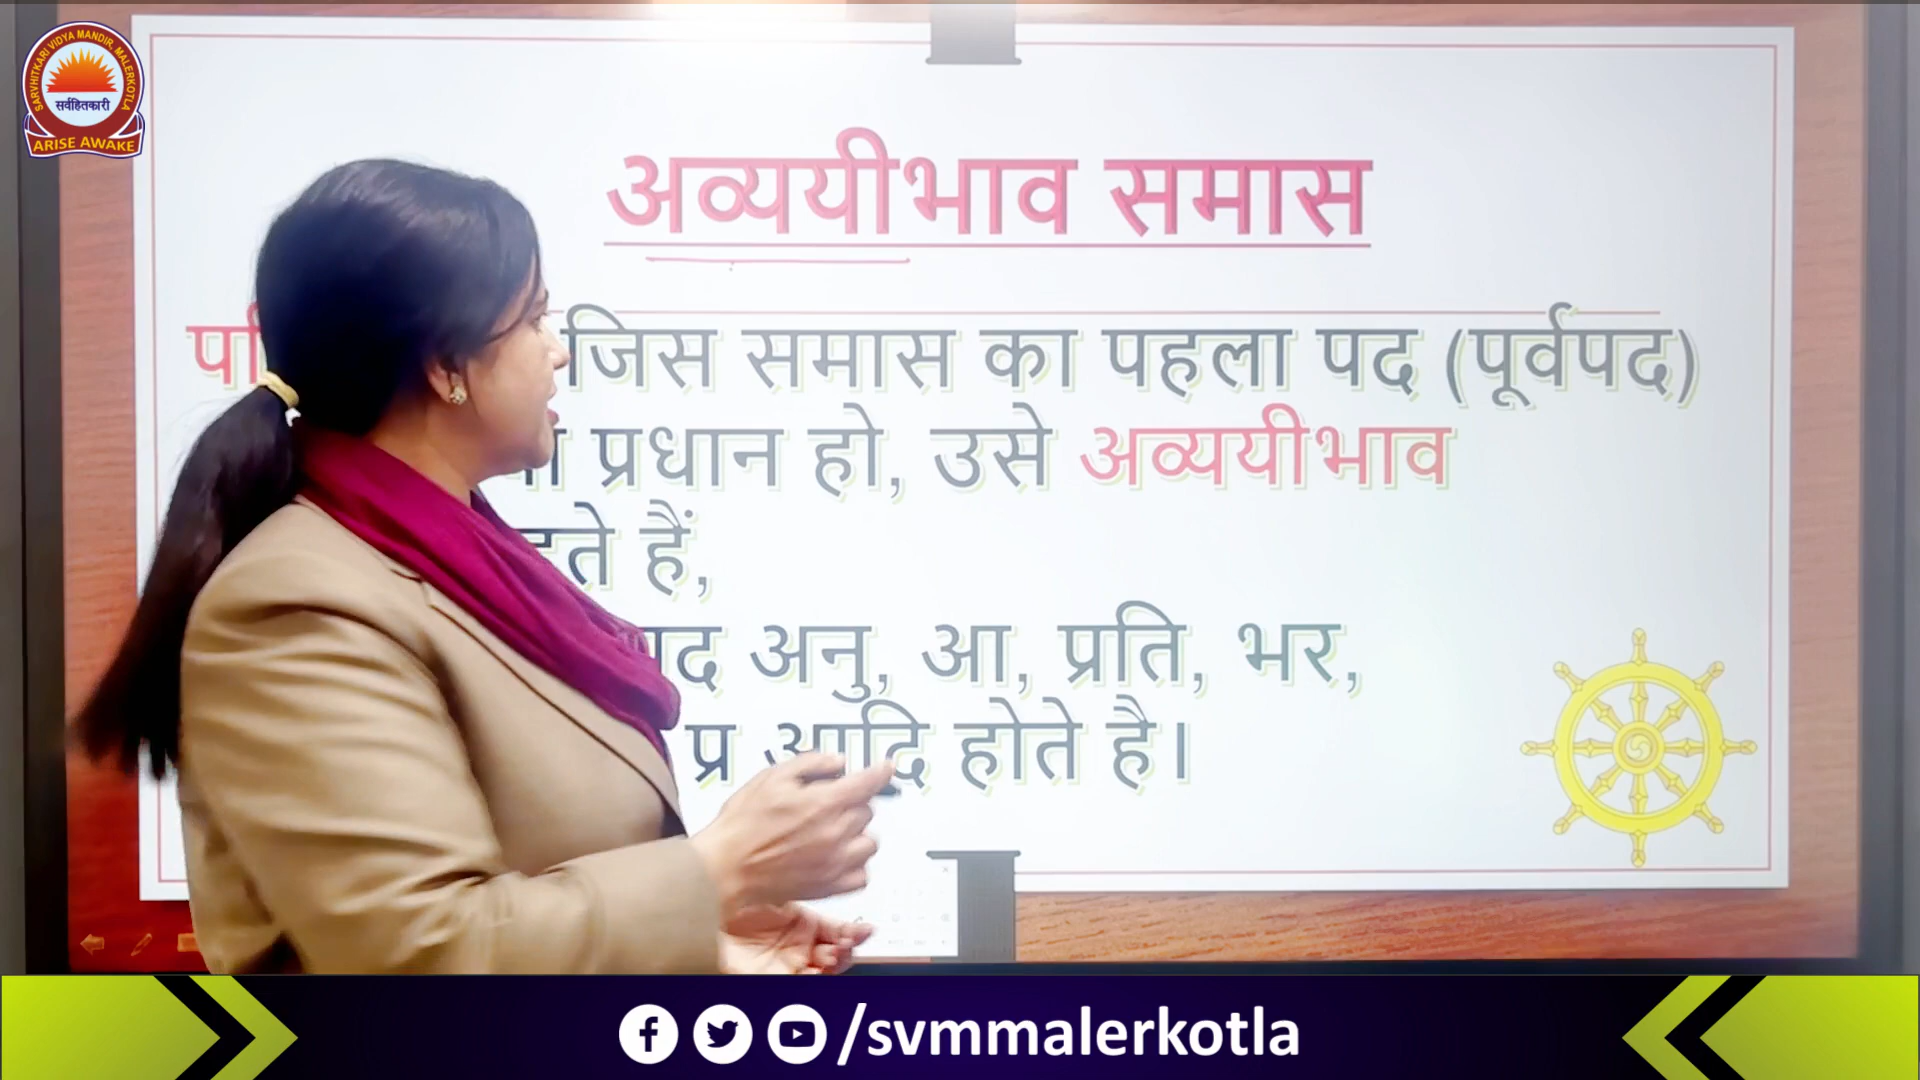 SARVHITKARI VIDYA MANDIR, MALERKOTLA
सर्वहितकारी
ARISE AWAKE
अव्ययीभाव समास
जिस समास का पहला पद (पूर्वपद)
प्रधान हो, उसे अव्ययीभाव
हैं,
अनु, आ, प्रति, भर,
प्र आदि होते है।
/svmmalerkotla